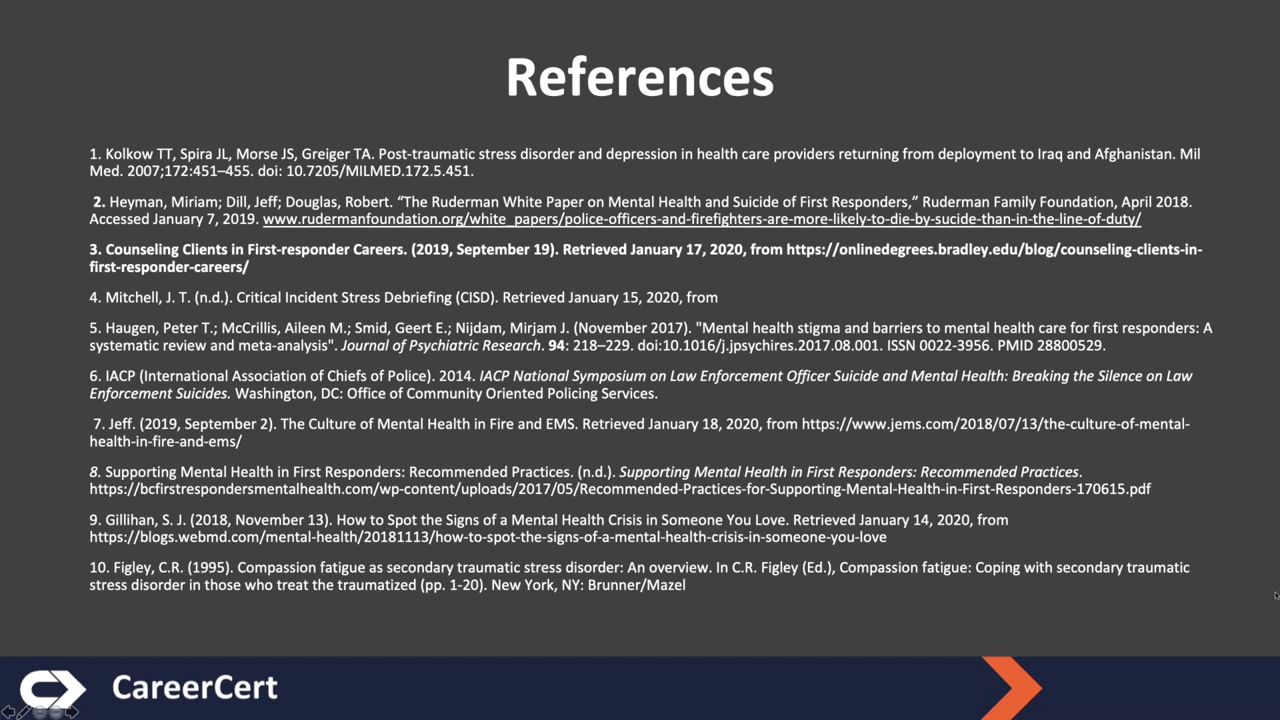 References
1. Kolkow TT, Spira JL, Morse JS, Greiger TA. Post-traumatic stress disorder and depression in health care providers returning from deployment to Iraq and Afghanistan. Mil
Med. 2007;172:451–455. doi: 10.7205/MILMED.172.5.451.
2. Heyman, Miriam; Dill, Jeff; Douglas, Robert. “The Ruderman White Paper on Mental Health and Suicide of First Responders,” Ruderman Family Foundation, April 2018.
Accessed January 7, 2019. www.rudermanfoundation.org/white_papers/police-officers-and-firefighters-are-more-likely-to-die-by-sucide-than-in-the-line-of-duty/
3. Counseling Clients in First-responder Careers. (2019, September 19). Retrieved January 17, 2020, from https://onlinedegrees.bradley.edu/blog/counseling-clients-in-
first-responder-careers/
4. Mitchell, J. T. (n.d.). Critical Incident Stress Debriefing (CISD). Retrieved January 15, 2020, from
5. Haugen, Peter T.; McCrillis, Aileen M.; Smid, Geert E.; Nijdam, Mirjam J. (November 2017). "Mental health stigma and barriers to mental health care for first responders: A
systematic review and meta-analysis". Journal of Psychiatric Research. 94: 218–229. doi:10.1016/j.jpsychires.2017.08.001. ISSN 0022-3956. PMID 28800529.
6. IACP (International Association of Chiefs of Police). 2014. IACP National Symposium on Law Enforcement Officer Suicide and Mental Health: Breaking the Silence on Law
Enforcement Suicides. Washington, DC: Office of Community Oriented Policing Services.
7. Jeff. (2019, September 2). The Culture of Mental Health in Fire and EMS. Retrieved January 18, 2020, from https://www.jems.com/2018/07/13/the-culture-of-mental-
health-in-fire-and-ems/
8. Supporting Mental Health in First Responders: Recommended Practices. (n.d.). Supporting Mental Health in First Responders: Recommended Practices.
https://bcfirstrespondersmentalhealth.com/wp-content/uploads/2017/05/Recommended-Practices-for-Supporting-Mental-Health-in-First-Responders-170615.pdf
9. Gillihan, S. J. (2018, November 13). How to Spot the Signs of a Mental Health Crisis in Someone You Love. Retrieved January 14, 2020, from
https://blogs.webmd.com/mental-health/20181113/how-to-spot-the-signs-of-a-mental-health-crisis-in-someone-you-love
10. Figley, C.R. (1995). Compassion fatigue as secondary traumatic stress disorder: An overview. In C.R. Figley (Ed.), Compassion fatigue: Coping with secondary traumatic
stress disorder in those who treat the traumatized (pp. 1-20). New York, NY: Brunner/Mazel
CareerCert